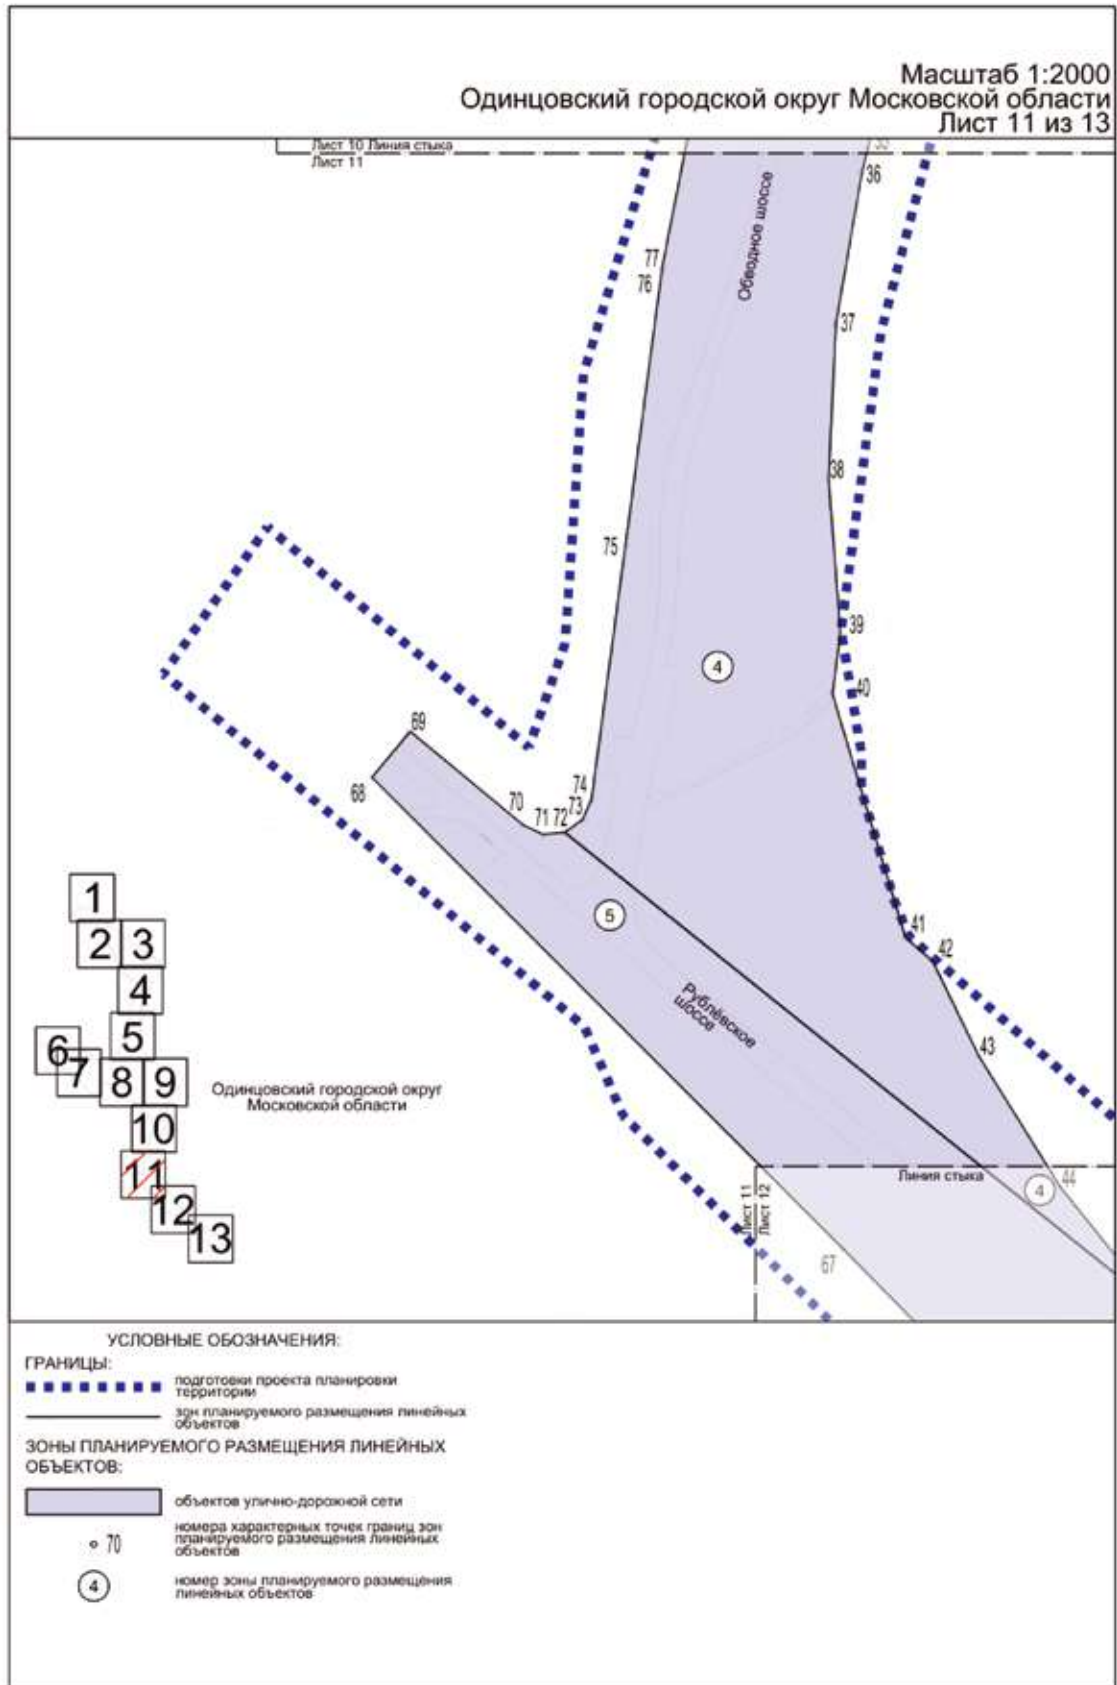 Масштаб 1:2000
Одинцовский городской округ Московской области
Лист 11 из 13
Лист 10 Линия стыка
Лист 11
35
36
Обводное шоссе
77
76
37
38
75
39
4
40
69
68
74
73
70
71 72
1
5
41
42
2 3
4
Рублёвское
шоссе
5
43
6
7
8 9
Одинцовский городской округ
Московской области
10
11
Линия стыка
44
4
Лист 11
Лист 12
12
13
67
УСЛОВНЫЕ ОБОЗНАЧЕНИЯ:
ГРАНИЦЫ:
подготовки проекта планировки
территории
зон планируемого размещения линейных
объектов
ЗОНЫ ПЛАНИРУЕМОГО РАЗМЕЩЕНИЯ ЛИНЕЙНЫХ
ОБЪЕКТОВ:
объектов улично-дорожной сети
70
номера характерных точек границ зон
планируемого размещения линейных
объектов
4
номер зоны планируемого размещения
линейных объектов